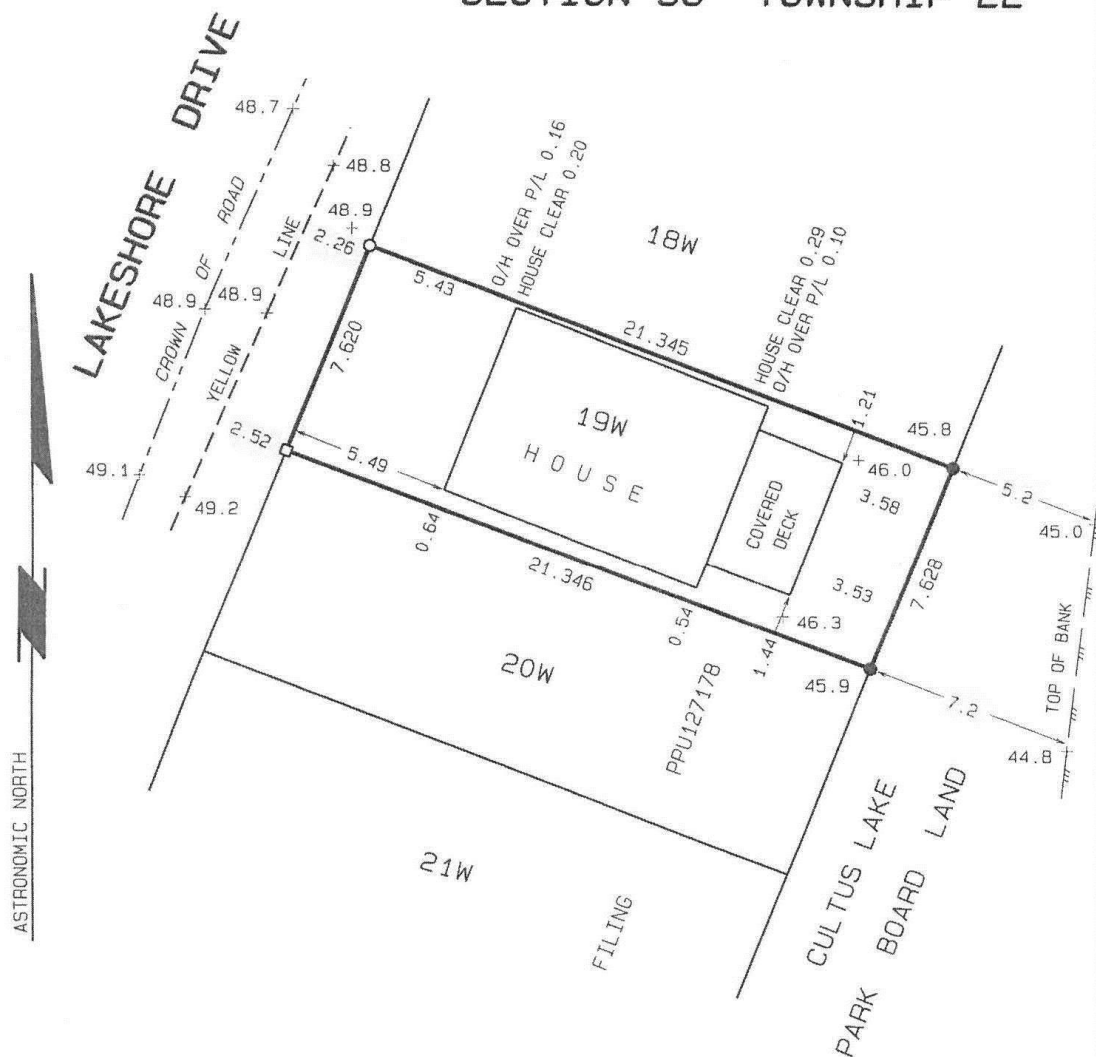 LAKESHORE DRIVE
48.7
CROWN OF ROAD
48.9
49.1
YELLOW LINE
48.8
48.9
48.9
49.2
2.26
2.52
7.620
5.43
O/H OVER P/L 0.16
HOUSE CLEAR 0.20
18W
21.345
HOUSE CLEAR 0.29
O/H OVER P/L 0.10
5.49
0.64
19W
HOUSE
COVERED
DECK
1.21
45.8
46.0
3.58
3.53
46.3
1.44
0.54
21.346
7.628
45.9
5.2
45.0
7.2
44.8
TOP OF BANK
20W
PPU127178
21W
FILING
CULTUS LAKE
PARK BOARD LAND
ASTRONOMIC NORTH